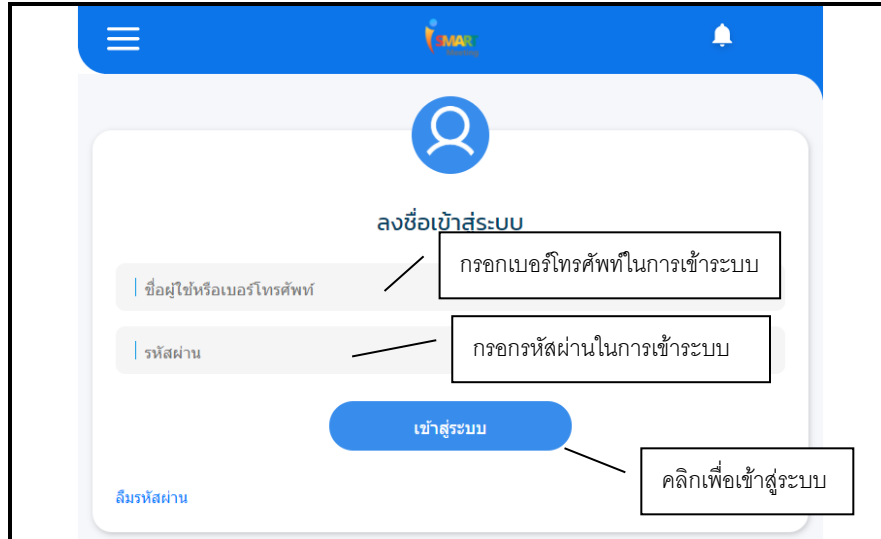 SMART
ลงชื่อเข้าสู่ระบบ
กรอกเบอร์โทรศัพท์ในการเข้าระบบ
ชื่อผู้ใช้หรือเบอร์โทรศัพท์
กรอกรหัสผ่านในการเข้าระบบ
รหัสผ่าน
เข้าสู่ระบบ
คลิกเพื่อเข้าสู่ระบบ
ลืมรหัสผ่าน